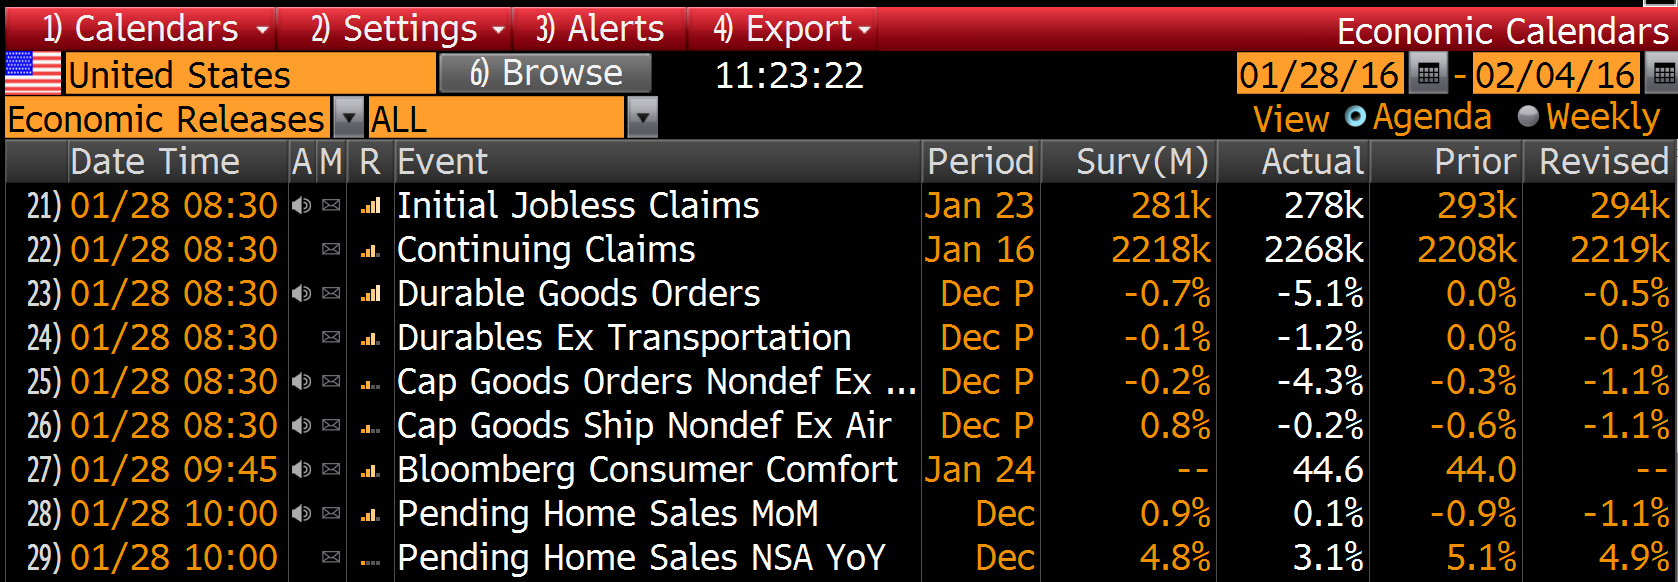 1) Calendars 2) Settings 3) Alerts 4) Export Economic Calendars
United States 6) Browse 11:23:22 01/28/16 - 02/04/16
Economic Releases ALL View Agenda Weekly
Date Time A M R Event Period Surv(M) Actual Prior Revised
21) 01/28 08:30 Initial Jobless Claims Jan 23 281k 278k 293k 294k
22) 01/28 08:30 Continuing Claims Jan 16 2218k 2268k 2208k 2219k
23) 01/28 08:30 Durable Goods Orders Dec P -0.7% -5.1% 0.0% -0.5%
24) 01/28 08:30 Durables Ex Transportation Dec P -0.1% -1.2% 0.0% -0.5%
25) 01/28 08:30 Cap Goods Orders Nondef Ex ... Dec P -0.2% -4.3% -0.3% -1.1%
26) 01/28 08:30 Cap Goods Ship Nondef Ex Air Dec P 0.8% -0.2% -0.6% -1.1%
27) 01/28 09:45 Bloomberg Consumer Comfort Jan 24 -- 44.6 44.0 --
28) 01/28 10:00 Pending Home Sales MoM Dec 0.9% 0.1% -0.9% -1.1%
29) 01/28 10:00 Pending Home Sales NSA YoY Dec 4.8% 3.1% 5.1% 4.9%